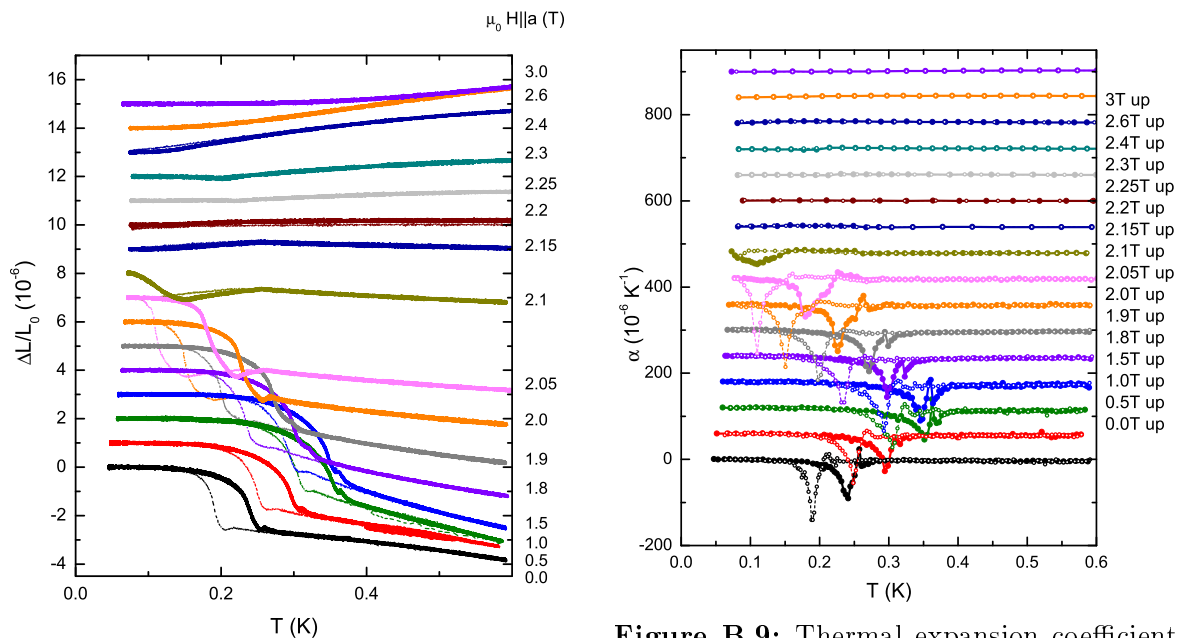 μ0 H||a (T)
16
14
12
10
8
6
4
2
0
-2
-4
ΔL/L0 (10-6)
0.0
0.2
0.4
T (K)
3.0
2.6
2.4
2.3
2.25
2.2
2.15
2.1
2.05
2.0
1.9
1.8
1.5
1.0
0.5
0.0
800
600
400
200
0
-200
α (10-6 K-1)
0.0
0.1
0.2
0.3
0.4
0.5
0.6
T (K)
3T up
2.6T up
2.4T up
2.3T up
2.25T up
2.2T up
2.15T up
2.1T up
2.05T up
2.0T up
1.9T up
1.8T up
1.5T up
1.0T up
0.5T up
0.0T up
Figure B.9: Thermal expansion coefficient